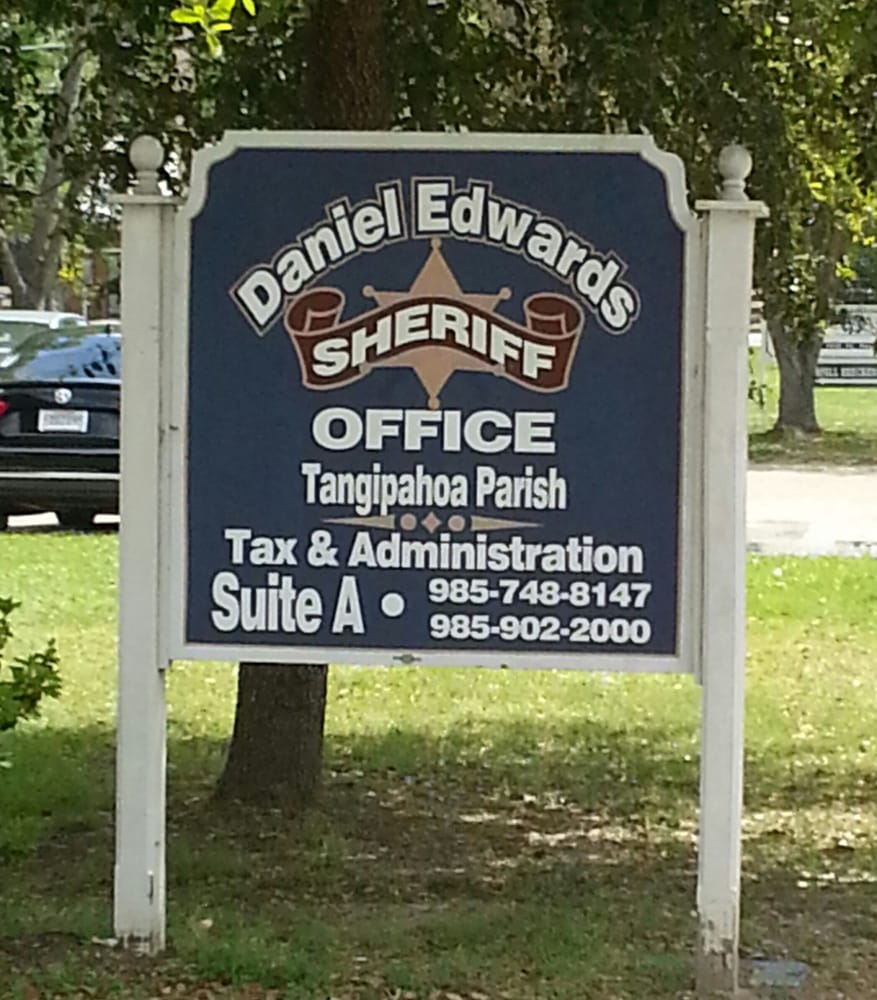 Daniel Edwards
SHERIFF
OFFICE
Tangipahoa Parish
Tax & Administration
Suite A • 985-748-8147
985-902-2000